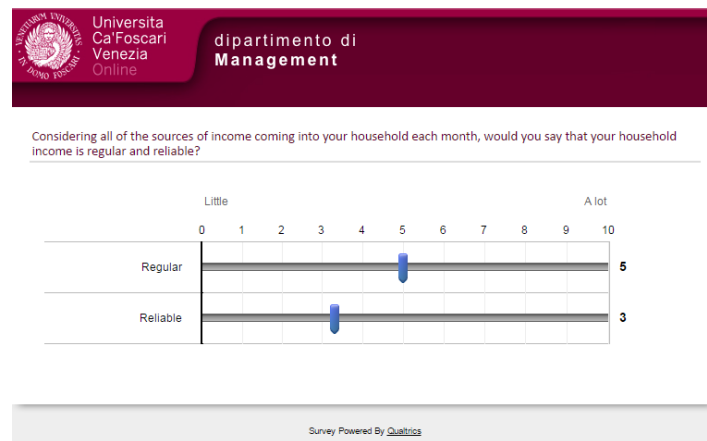 Universita
Ca'Foscari
Venezia
Online
dipartimento di
Management
Considering all of the sources of income coming into your household each month, would you say that your household
income is regular and reliable?
Little A lot
0 1 2 3 4 5 6 7 8 9 10
Regular 5
Reliable 3
Survey Powered By Qualtrics